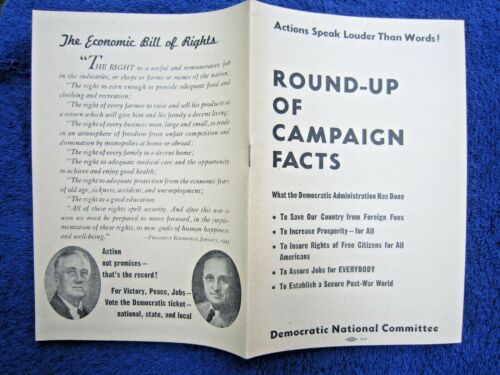 The Economic Bill of Rights
"THE RIGHT to a useful and remunerative job
in the industries, or shops or farms or mines of the nation;
"The right to earn enough to provide adequate food and
clothing and recreation;
"The right of every farmer to raise and sell his products at
a return which will give him and his family a decent living;
"The right of every business man, large and small, to trade
in an atmosphere of freedom from unfair competition and
domination by monopolies at home or abroad;
"The right of every family to a decent home;
"The right to adequate medical care and the opportunity
to achieve and enjoy good health;
"The right to adequate protection from the economic fears
of old age, sickness, accident, and unemployment;
"The right to a good education.
"All of these rights spell security. And after this war is
won we must be prepared to move forward, in the imple-
mentation of these rights, to new goals of human happiness
and well-being."
—PRESIDENT ROOSEVELT, January, 1944
Action
not promises—
that's the record!
For Victory, Peace, Jobs—
Vote the Democratic ticket—
national, state, and local
Actions Speak Louder Than Words!
ROUND-UP
OF
CAMPAIGN
FACTS
What the Democratic Administration Has Done
• To Save Our Country from Foreign Foes
• To Increase Prosperity—for All
• To Insure Rights of Free Citizens for All
Americans
• To Assure Jobs for EVERYBODY
• To Establish a Secure Post-War World
Democratic National Committee